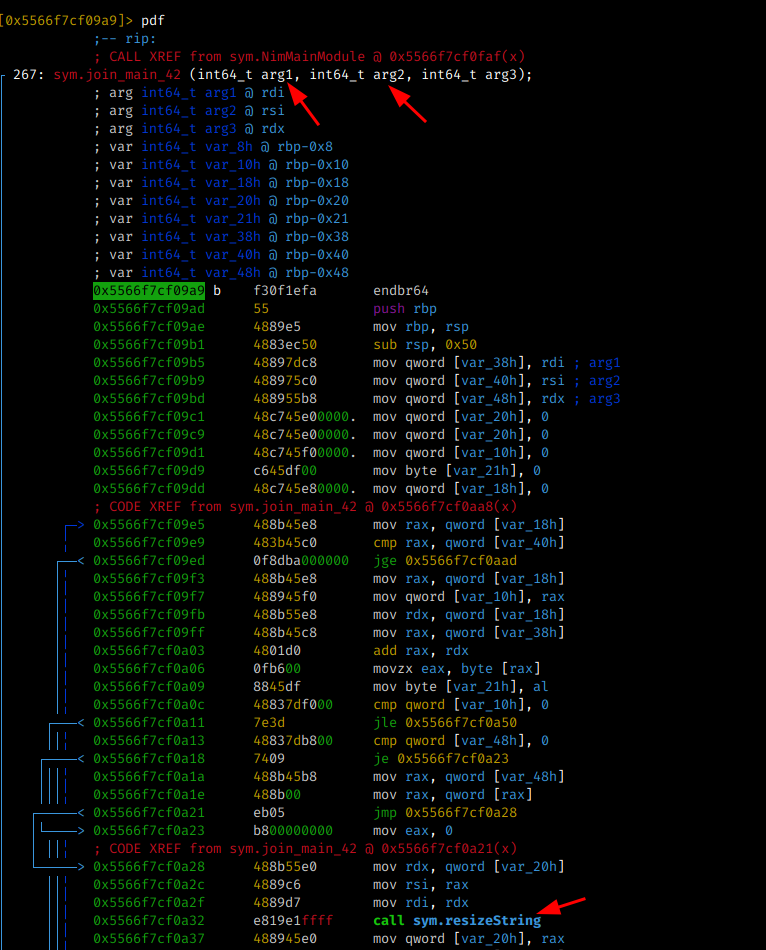 [0x5566f7cf09a9]> pdf
;-- rip:
; CALL XREF from sym.NimMainModule @ 0x5566f7cf0faf(x)
267: sym.join_main_42 (int64_t arg1, int64_t arg2, int64_t arg3);
; arg int64_t arg1 @ rdi
; arg int64_t arg2 @ rsi
; arg int64_t arg3 @ rdx
; var int64_t var_8h @ rbp-0x8
; var int64_t var_10h @ rbp-0x10
; var int64_t var_18h @ rbp-0x18
; var int64_t var_20h @ rbp-0x20
; var int64_t var_21h @ rbp-0x21
; var int64_t var_38h @ rbp-0x38
; var int64_t var_40h @ rbp-0x40
; var int64_t var_48h @ rbp-0x48
0x5566f7cf09a9 b f30f1efa endbr64
0x5566f7cf09ad 55 push rbp
0x5566f7cf09ae 4889e5 mov rbp, rsp
0x5566f7cf09b1 4883ec50 sub rsp, 0x50
0x5566f7cf09b5 48897dc8 mov qword [var_38h], rdi ; arg1
0x5566f7cf09b9 488975c0 mov qword [var_40h], rsi ; arg2
0x5566f7cf09bd 488955b8 mov qword [var_48h], rdx ; arg3
0x5566f7cf09c1 48c745e00000. mov qword [var_20h], 0
0x5566f7cf09c9 48c745e00000. mov qword [var_20h], 0
0x5566f7cf09d1 48c745f00000. mov qword [var_10h], 0
0x5566f7cf09d9 c645df00 mov byte [var_21h], 0
0x5566f7cf09dd 48c745e80000. mov qword [var_18h], 0
; CODE XREF from sym.join_main_42 @ 0x5566f7cf0aa8(x)
0x5566f7cf09e5 488b45e8 mov rax, qword [var_18h]
0x5566f7cf09e9 483b45c0 cmp rax, qword [var_40h]
0x5566f7cf09ed 0f8dba000000 jge 0x5566f7cf0aad
0x5566f7cf09f3 488b45e8 mov rax, qword [var_18h]
0x5566f7cf09f7 488945f0 mov qword [var_10h], rax
0x5566f7cf09fb 488b55e8 mov rdx, qword [var_18h]
0x5566f7cf09ff 488b45c8 mov rax, qword [var_38h]
0x5566f7cf0a03 4801d0 add rax, rdx
0x5566f7cf0a06 0fb600 movzx eax, byte [rax]
0x5566f7cf0a09 8845df mov byte [var_21h], al
0x5566f7cf0a0c 48837df000 cmp qword [var_10h], 0
0x5566f7cf0a11 7e3d jle 0x5566f7cf0a50
0x5566f7cf0a13 48837db800 cmp qword [var_48h], 0
0x5566f7cf0a18 7409 je 0x5566f7cf0a23
0x5566f7cf0a1a 488b45b8 mov rax, qword [var_48h]
0x5566f7cf0a1e 488b00 mov rax, qword [rax]
0x5566f7cf0a21 eb05 jmp 0x5566f7cf0a28
0x5566f7cf0a23 b800000000 mov eax, 0
; CODE XREF from sym.join_main_42 @ 0x5566f7cf0a21(x)
0x5566f7cf0a28 488b55e0 mov rdx, qword [var_20h]
0x5566f7cf0a2c 4889c6 mov rsi, rax
0x5566f7cf0a2f 4889d7 mov rdi, rdx
0x5566f7cf0a32 e819e1ffff call sym.resizeString
0x5566f7cf0a37 488945e0 mov qword [var_20h], rax